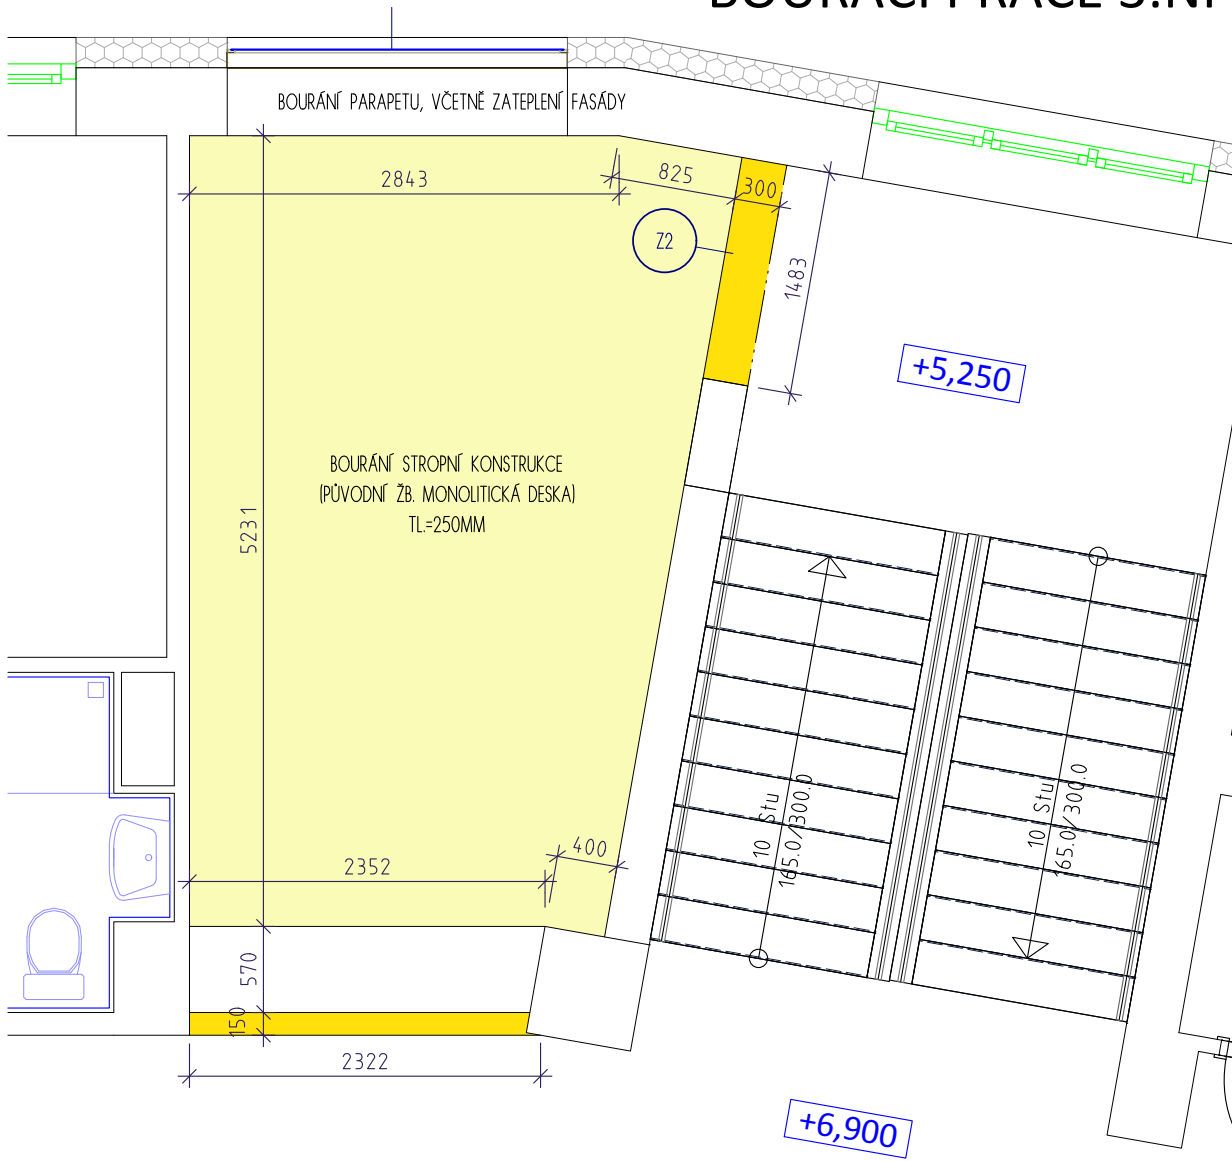 BOURÁNÍ PARAPETU, VČETNĚ ZATEPLENÍ FASÁDY
2843
825
300
Z2
1483
+5,250
BOURÁNÍ STROPNÍ KONSTRUKCE
(PŮVODNÍ ŽB. MONOLITICKÁ DESKA)
TL.=250MM
5231
10 Stu
165.0/300.0
10 Stu
165.0/300.0
400
2352
570
150
2322
+6,900